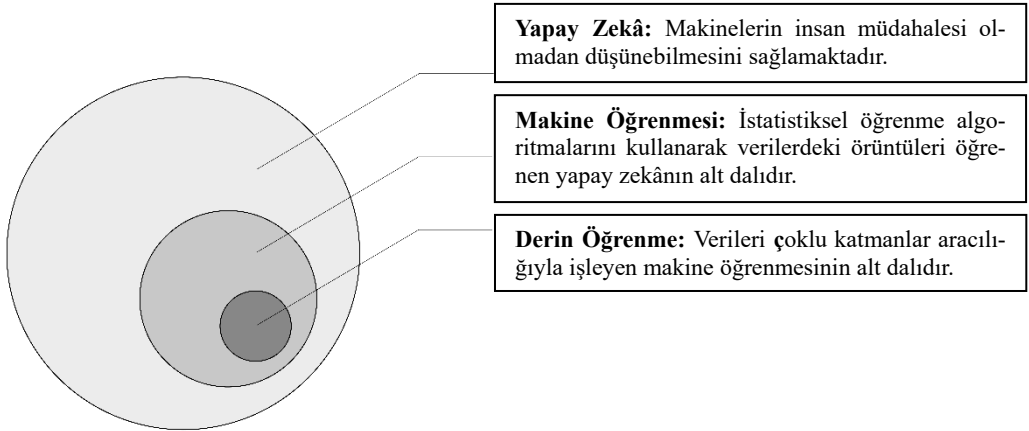 Yapay Zekâ: Makinelerin insan müdahalesi ol-
madan düşünebilmesini sağlamaktadır.
Makine Öğrenmesi: İstatistiksel öğrenme algo-
ritmalarını kullanarak verilerdeki örüntüleri öğre-
nen yapay zekânın alt dalıdır.
Derin Öğrenme: Verileri çoklu katmanlar aracılı-
ğıyla işleyen makine öğrenmesinin alt dalıdır.